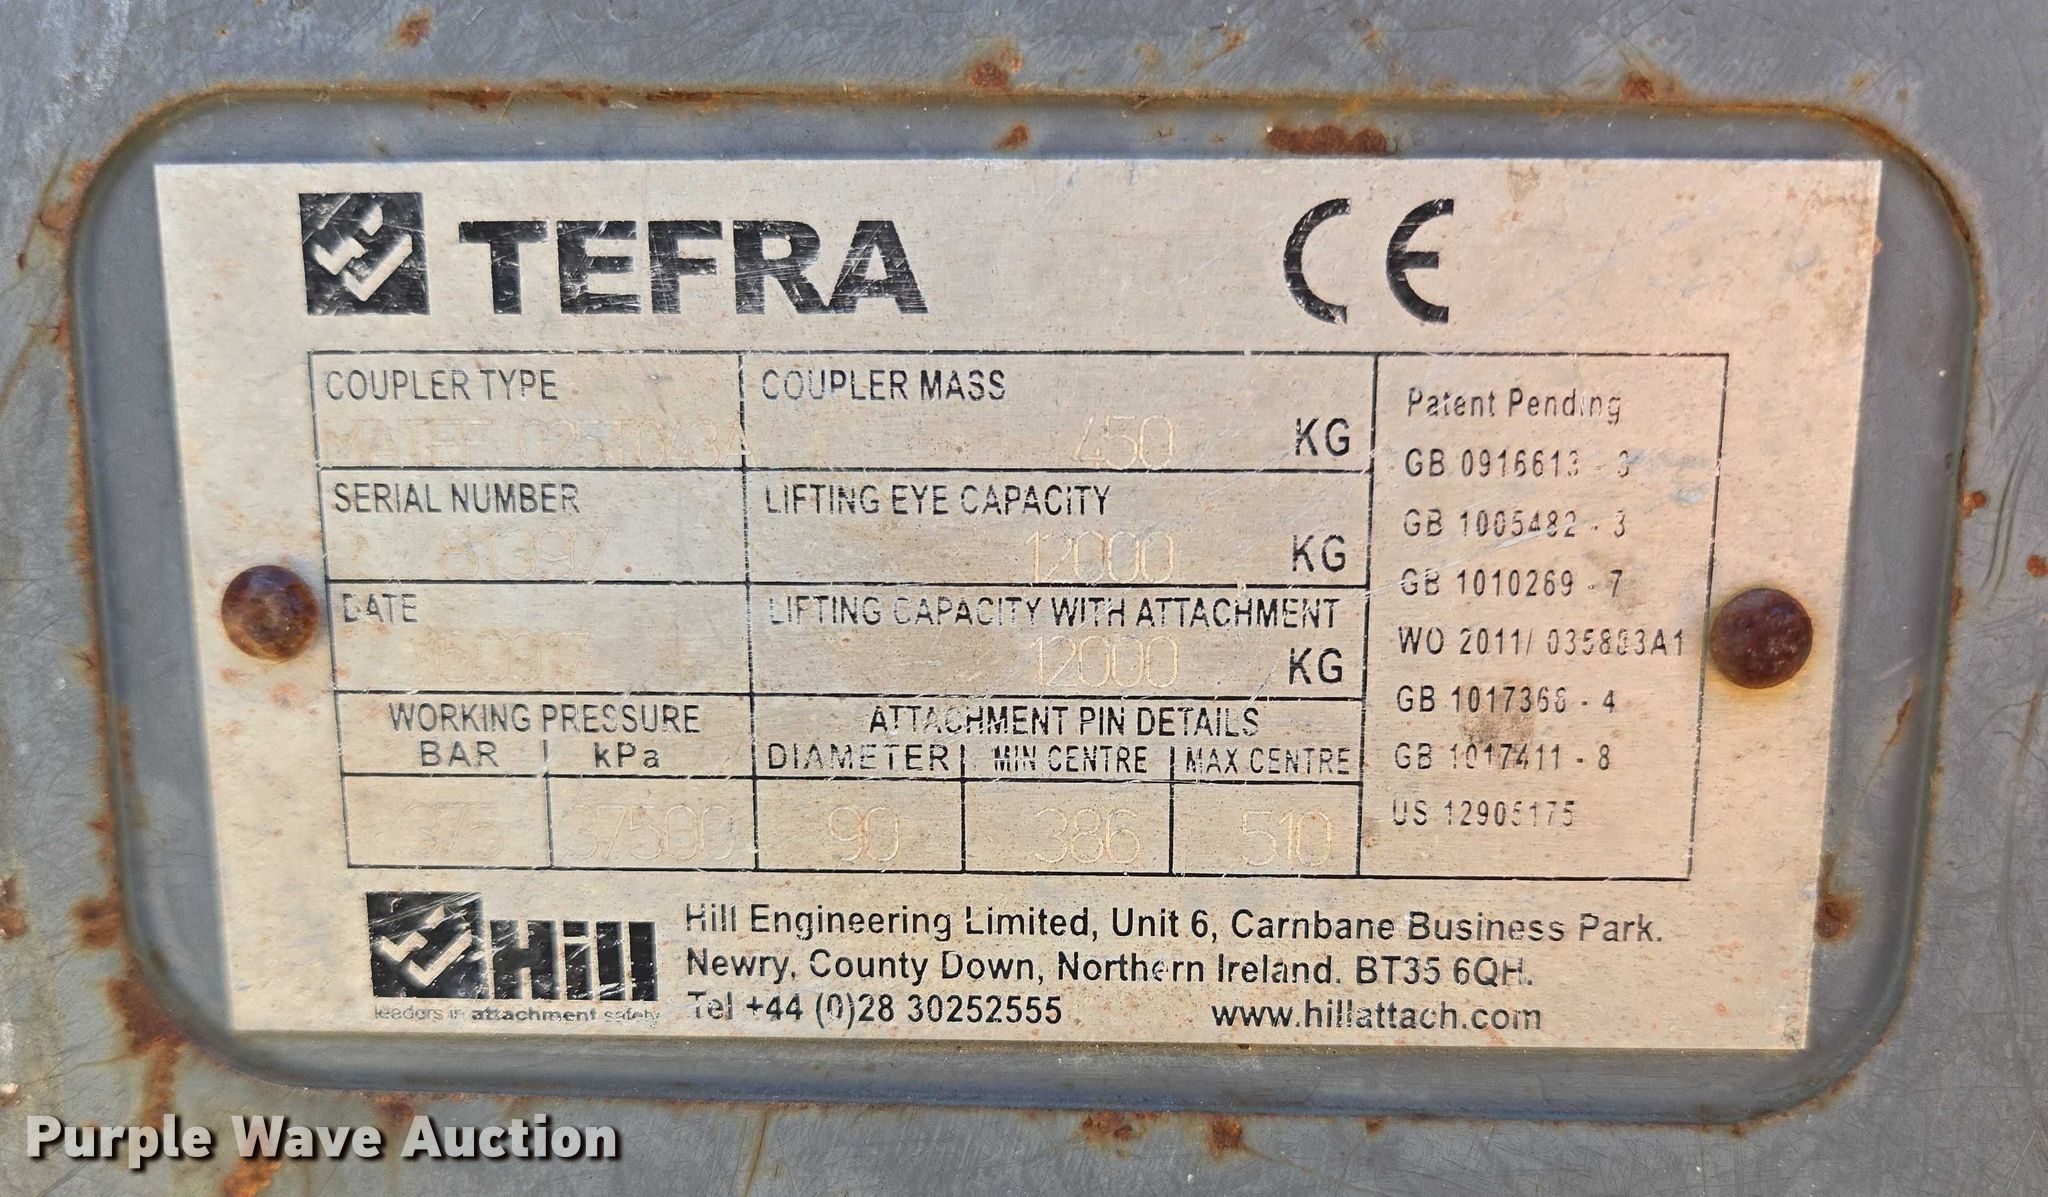 TEFRA CE
COUPLER TYPE
COUPLER MASS
450 KG
SERIAL NUMBER
81397
LIFTING EYE CAPACITY
12000 KG
DATE
LIFTING CAPACITY WITH ATTACHMENT
12000 KG
WORKING PRESSURE
BAR kPa
375 37500
ATTACHMENT PIN DETAILS
DIAMETER MIN CENTRE MAX CENTRE
90 386 510
Patent Pending
GB 0916613 - 3
GB 1005482 - 3
GB 1010269 - 7
WO 2011/ 035883A1
GB 1017368 - 4
GB 1017411 - 8
US 12905175
Hill
leaders in attachment safety
Hill Engineering Limited, Unit 6, Carnbane Business Park.
Newry, County Down, Northern Ireland. BT35 6QH.
Tel +44 (0)28 30252555 www.hillattach.com
Purple Wave Auction